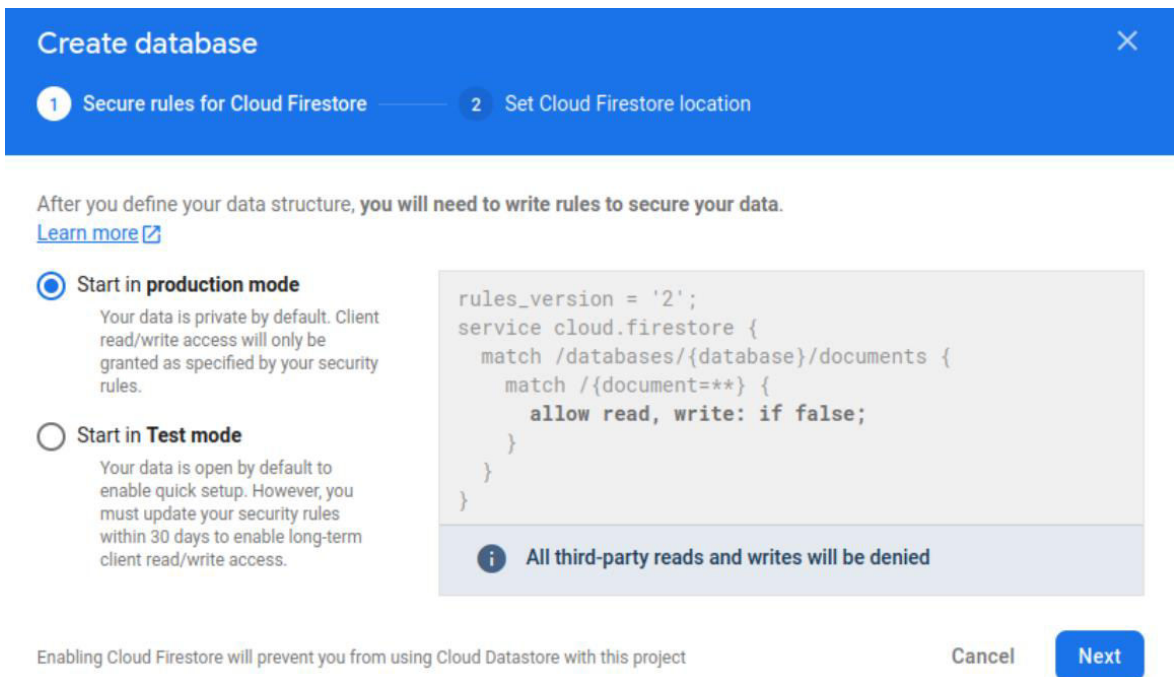 Create database
1 Secure rules for Cloud Firestore 2 Set Cloud Firestore location
After you define your data structure, you will need to write rules to secure your data.
Learn more
Start in production mode
Your data is private by default. Client
read/write access will only be
granted as specified by your security
rules.
Start in Test mode
Your data is open by default to
enable quick setup. However, you
must update your security rules
within 30 days to enable long-term
client read/write access.
rules_version = '2';
service cloud.firestore {
  match /databases/{database}/documents {
    match /{document=**} {
      allow read, write: if false;
    }
  }
}
All third-party reads and writes will be denied
Enabling Cloud Firestore will prevent you from using Cloud Datastore with this project
Cancel
Next